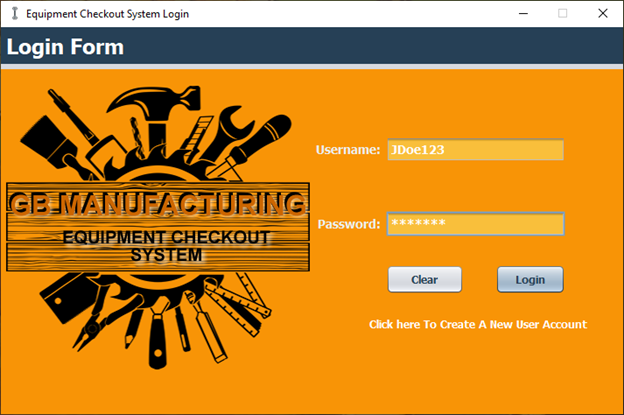 Equipment Checkout System Login
Login Form
GB MANUFACTURING
EQUIPMENT CHECKOUT
SYSTEM
Username: JDoe123
Password: *******
Clear Login
Click here To Create A New User Account